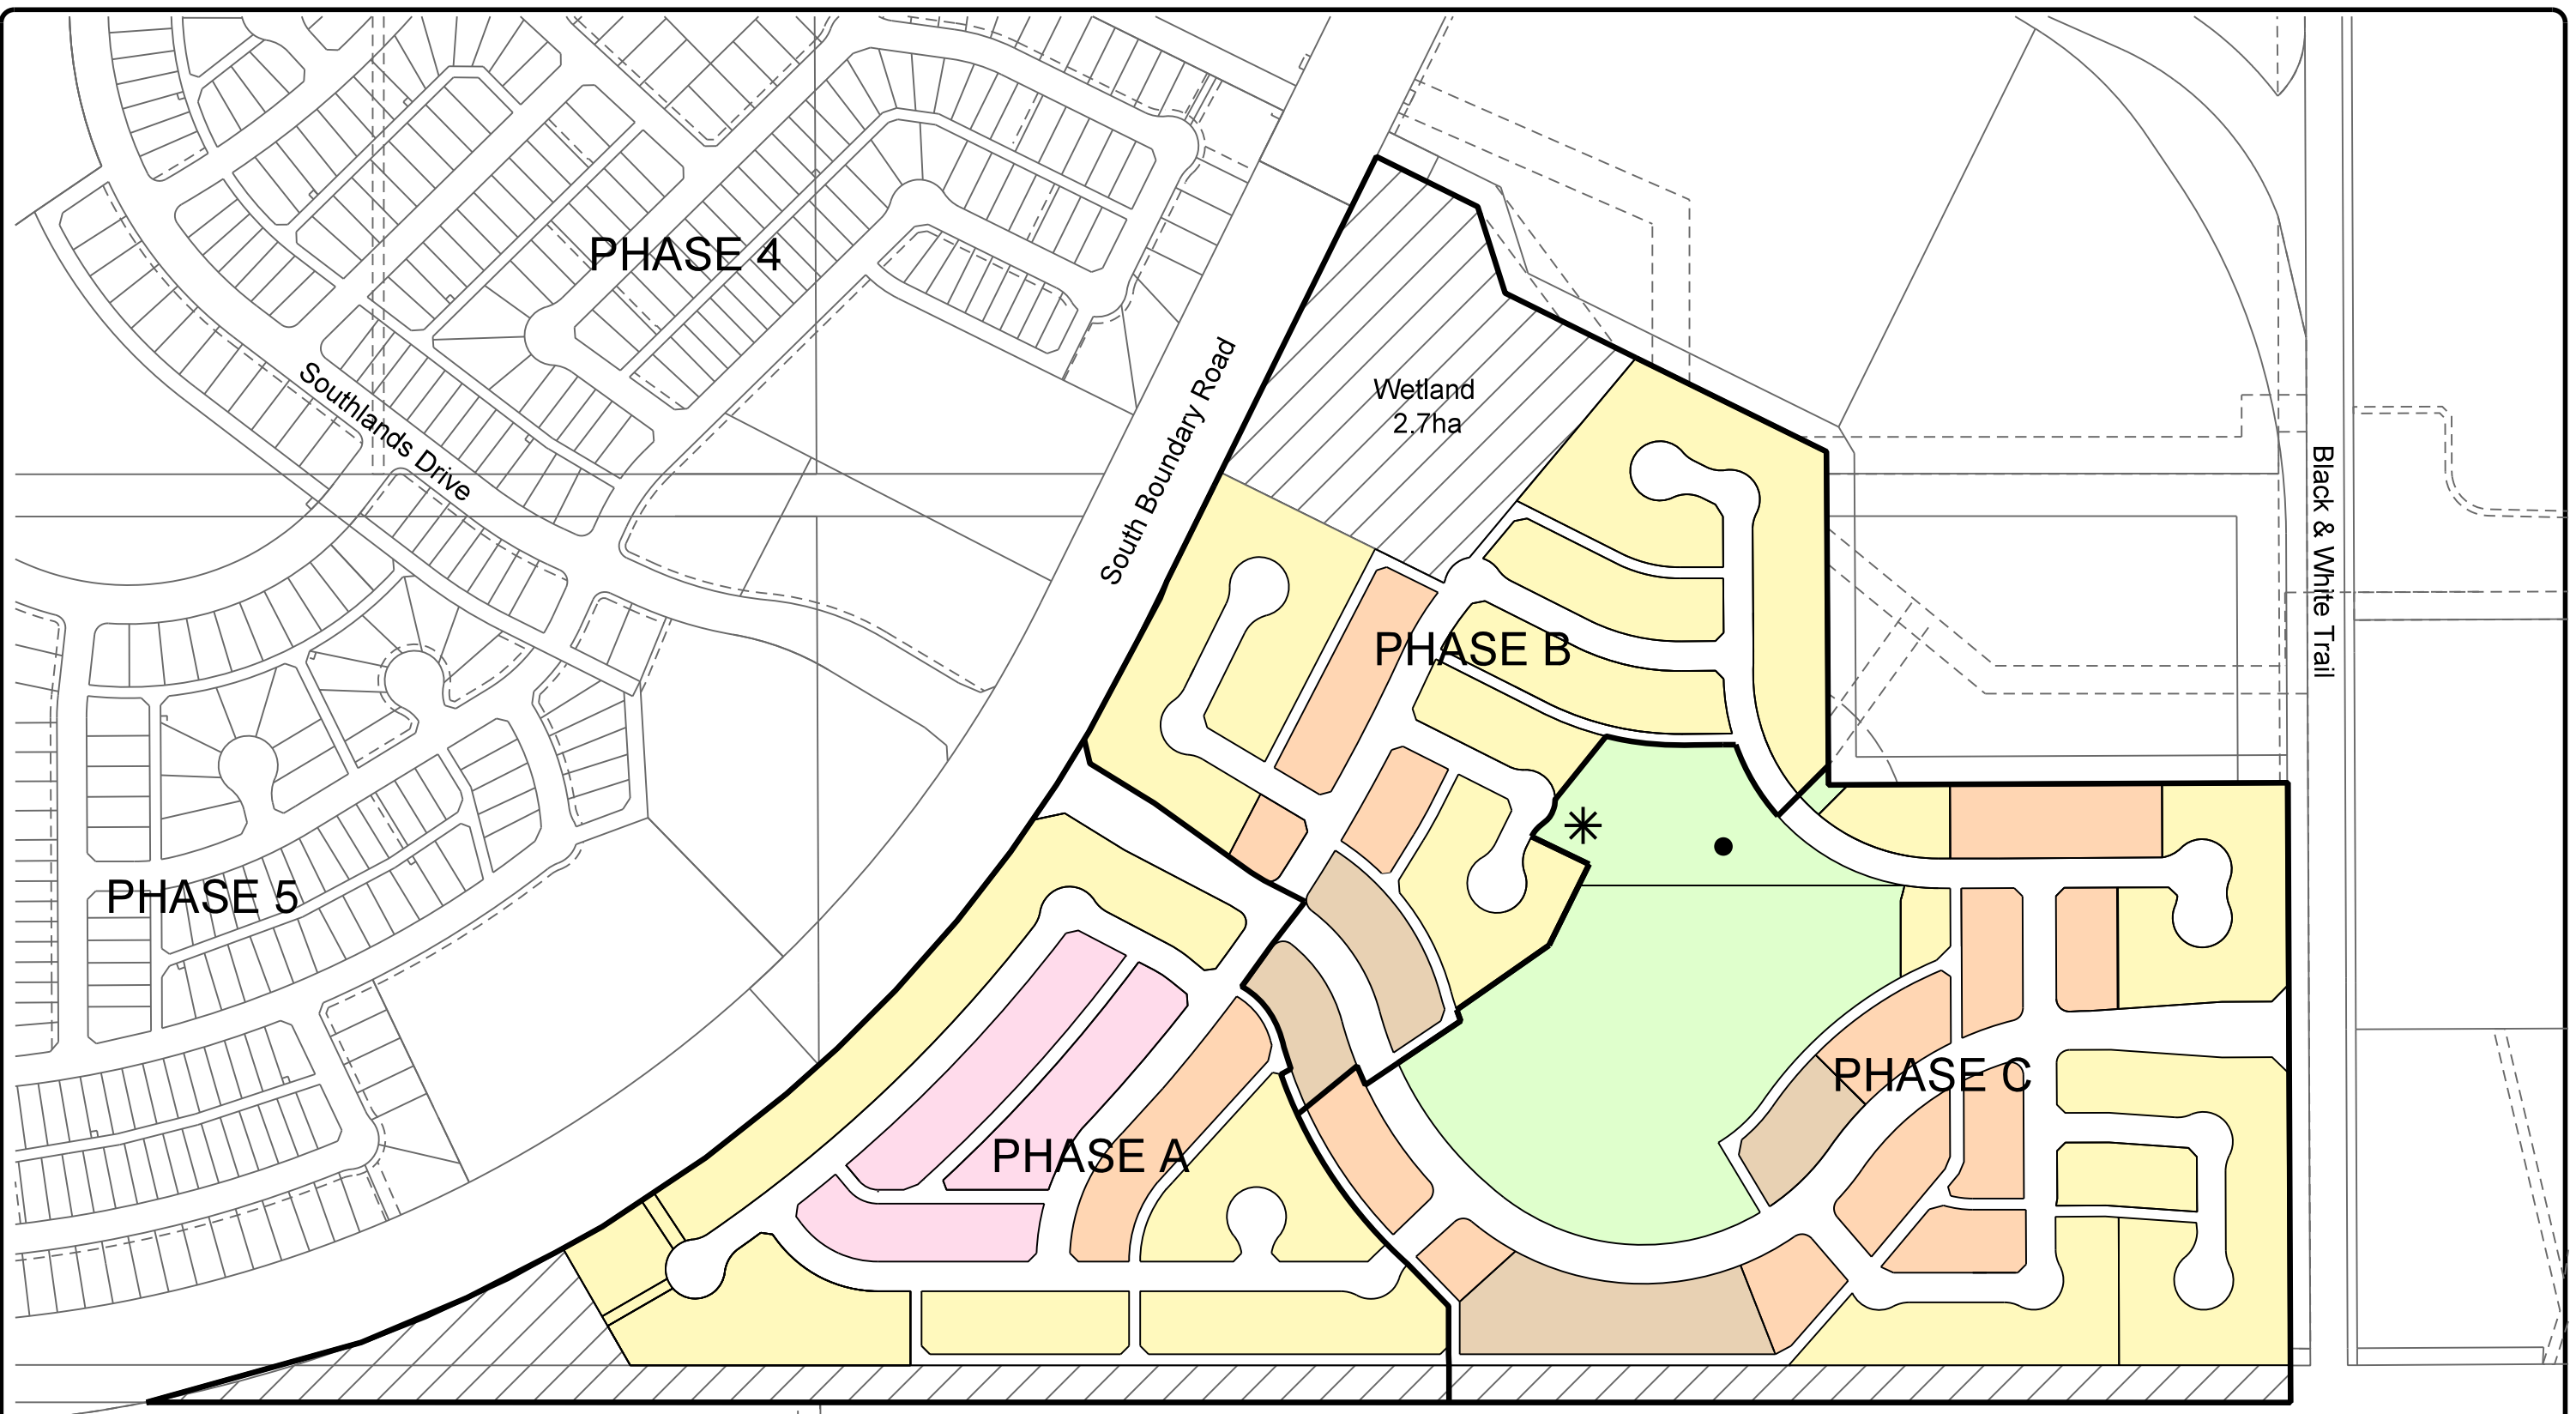 PHASE 4
Southlands Drive
South Boundary Road
Wetland
2.7ha
Black & White Trail
PHASE B
PHASE 5
PHASE C
PHASE A